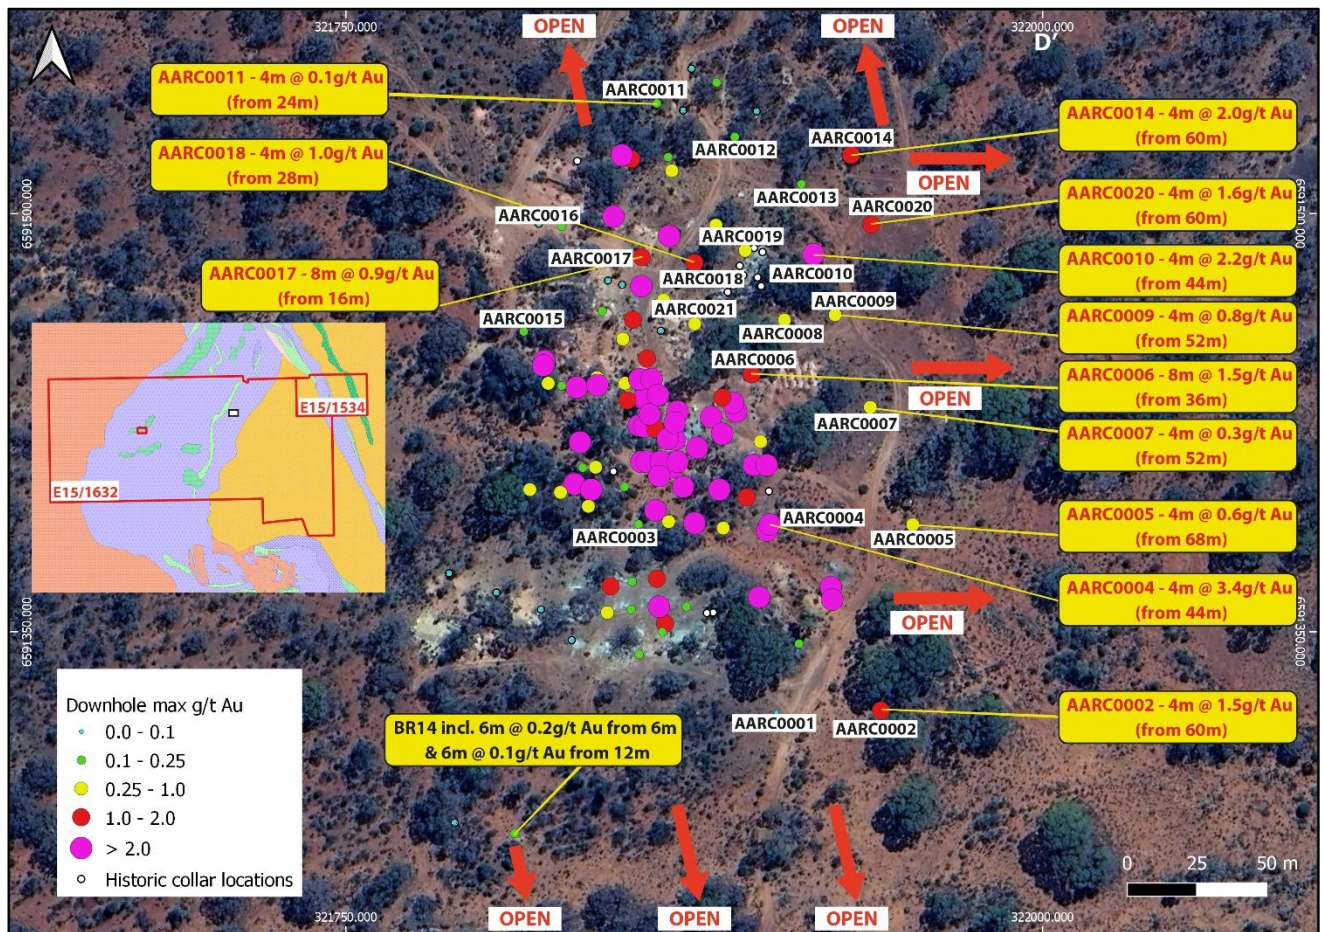 321750.000
OPEN
OPEN
322000.000
D'
AARC0011 - 4m @ 0.1g/t Au
(from 24m)
AARC0011
AARC0014 - 4m @ 2.0g/t Au
(from 60m)
AARC0018 - 4m @ 1.0g/t Au
(from 28m)
AARC0012
AARC0014
OPEN
AARC0013
AARC0020 - 4m @ 1.6g/t Au
(from 60m)
AARC0016
AARC0020
6591500.000
6591500.000
AARC0019
AARC0017
AARC0018
AARC0010
AARC0010 - 4m @ 2.2g/t Au
(from 44m)
AARC0017 - 8m @ 0.9g/t Au
(from 16m)
AARC0015
AARC0021
AARC0009
AARC0008
AARC0009 - 4m @ 0.8g/t Au
(from 52m)
AARC0006
AARC0006 - 8m @ 1.5g/t Au
(from 36m)
OPEN
AARC0007
AARC0007 - 4m @ 0.3g/t Au
(from 52m)
E15/1534
E15/1632
AARC0003
AARC0004
AARC0005
AARC0005 - 4m @ 0.6g/t Au
(from 68m)
AARC0004 - 4m @ 3.4g/t Au
(from 44m)
OPEN
6591350.000
6591350.000
AARC0001
AARC0002
AARC0002 - 4m @ 1.5g/t Au
(from 60m)
BR14 incl. 6m @ 0.2g/t Au from 6m
& 6m @ 0.1g/t Au from 12m
Downhole max g/t Au
0.0 - 0.1
0.1 - 0.25
0.25 - 1.0
1.0 - 2.0
> 2.0
Historic collar locations
0 25 50 m
OPEN
OPEN
OPEN
321750.000
322000.000